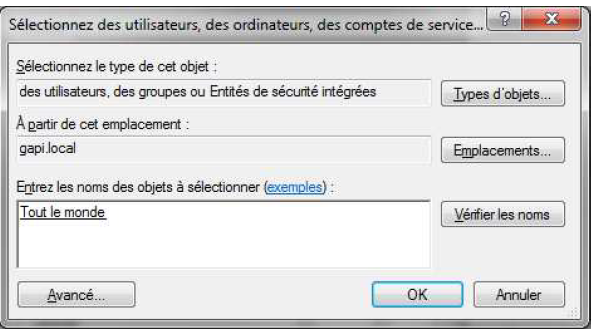 Sélectionnez des utilisateurs, des ordinateurs, des comptes de service...
Sélectionnez le type de cet objet :
des utilisateurs, des groupes ou Entités de sécurité intégrées
Types d'objets...
À partir de cet emplacement :
gapi.local
Emplacements...
Entrez les noms des objets à sélectionner (exemples) :
Tout le monde
Vérifier les noms
Avancé...
OK
Annuler